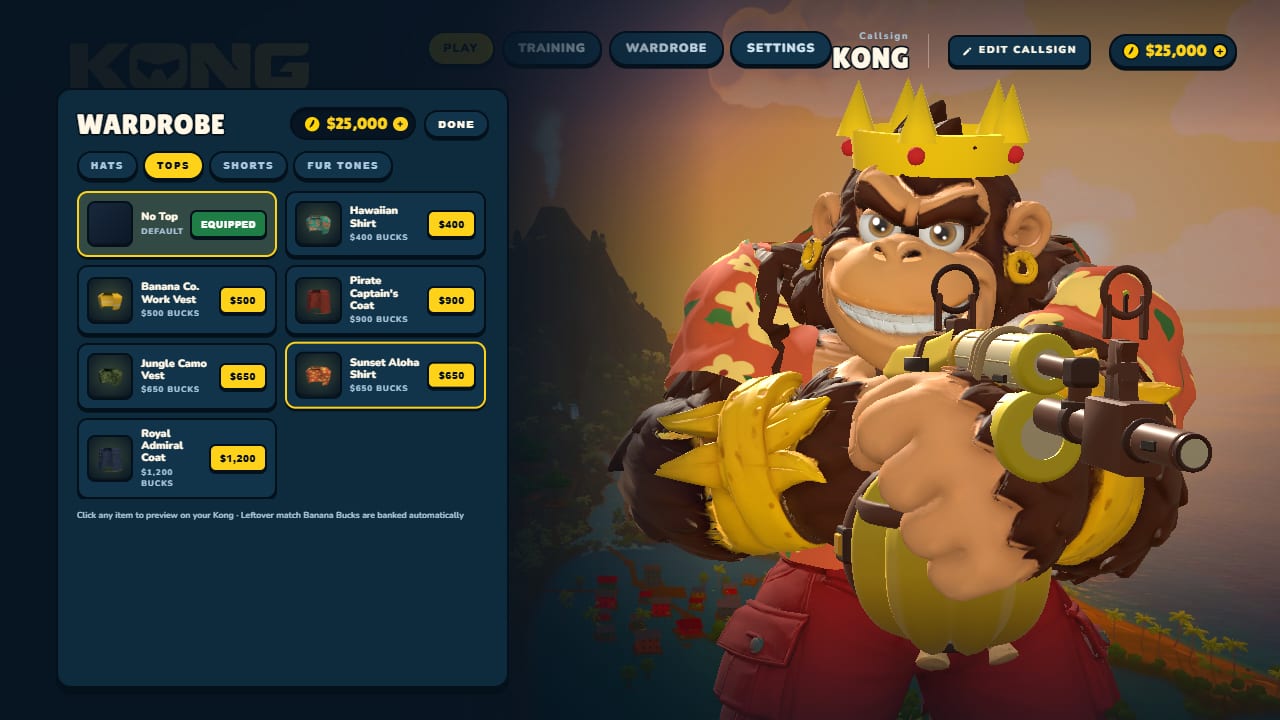 KONG
PLAY
TRAINING
WARDROBE
SETTINGS
Callsign
KONG
EDIT CALLSIGN
$25,000
WARDROBE
$25,000
DONE
HATS
TOPS
SHORTS
FUR TONES
No Top
DEFAULT
EQUIPPED
Hawaiian
Shirt
$400 BUCKS
$400
Banana Co.
Work Vest
$500 BUCKS
$500
Pirate
Captain's
Coat
$900 BUCKS
$900
Jungle Camo
Vest
$650 BUCKS
$650
Sunset Aloha
Shirt
$650 BUCKS
$650
Royal
Admiral
Coat
$1,200
BUCKS
$1,200
Click any item to preview on your Kong · Leftover match Banana Bucks are banked automatically